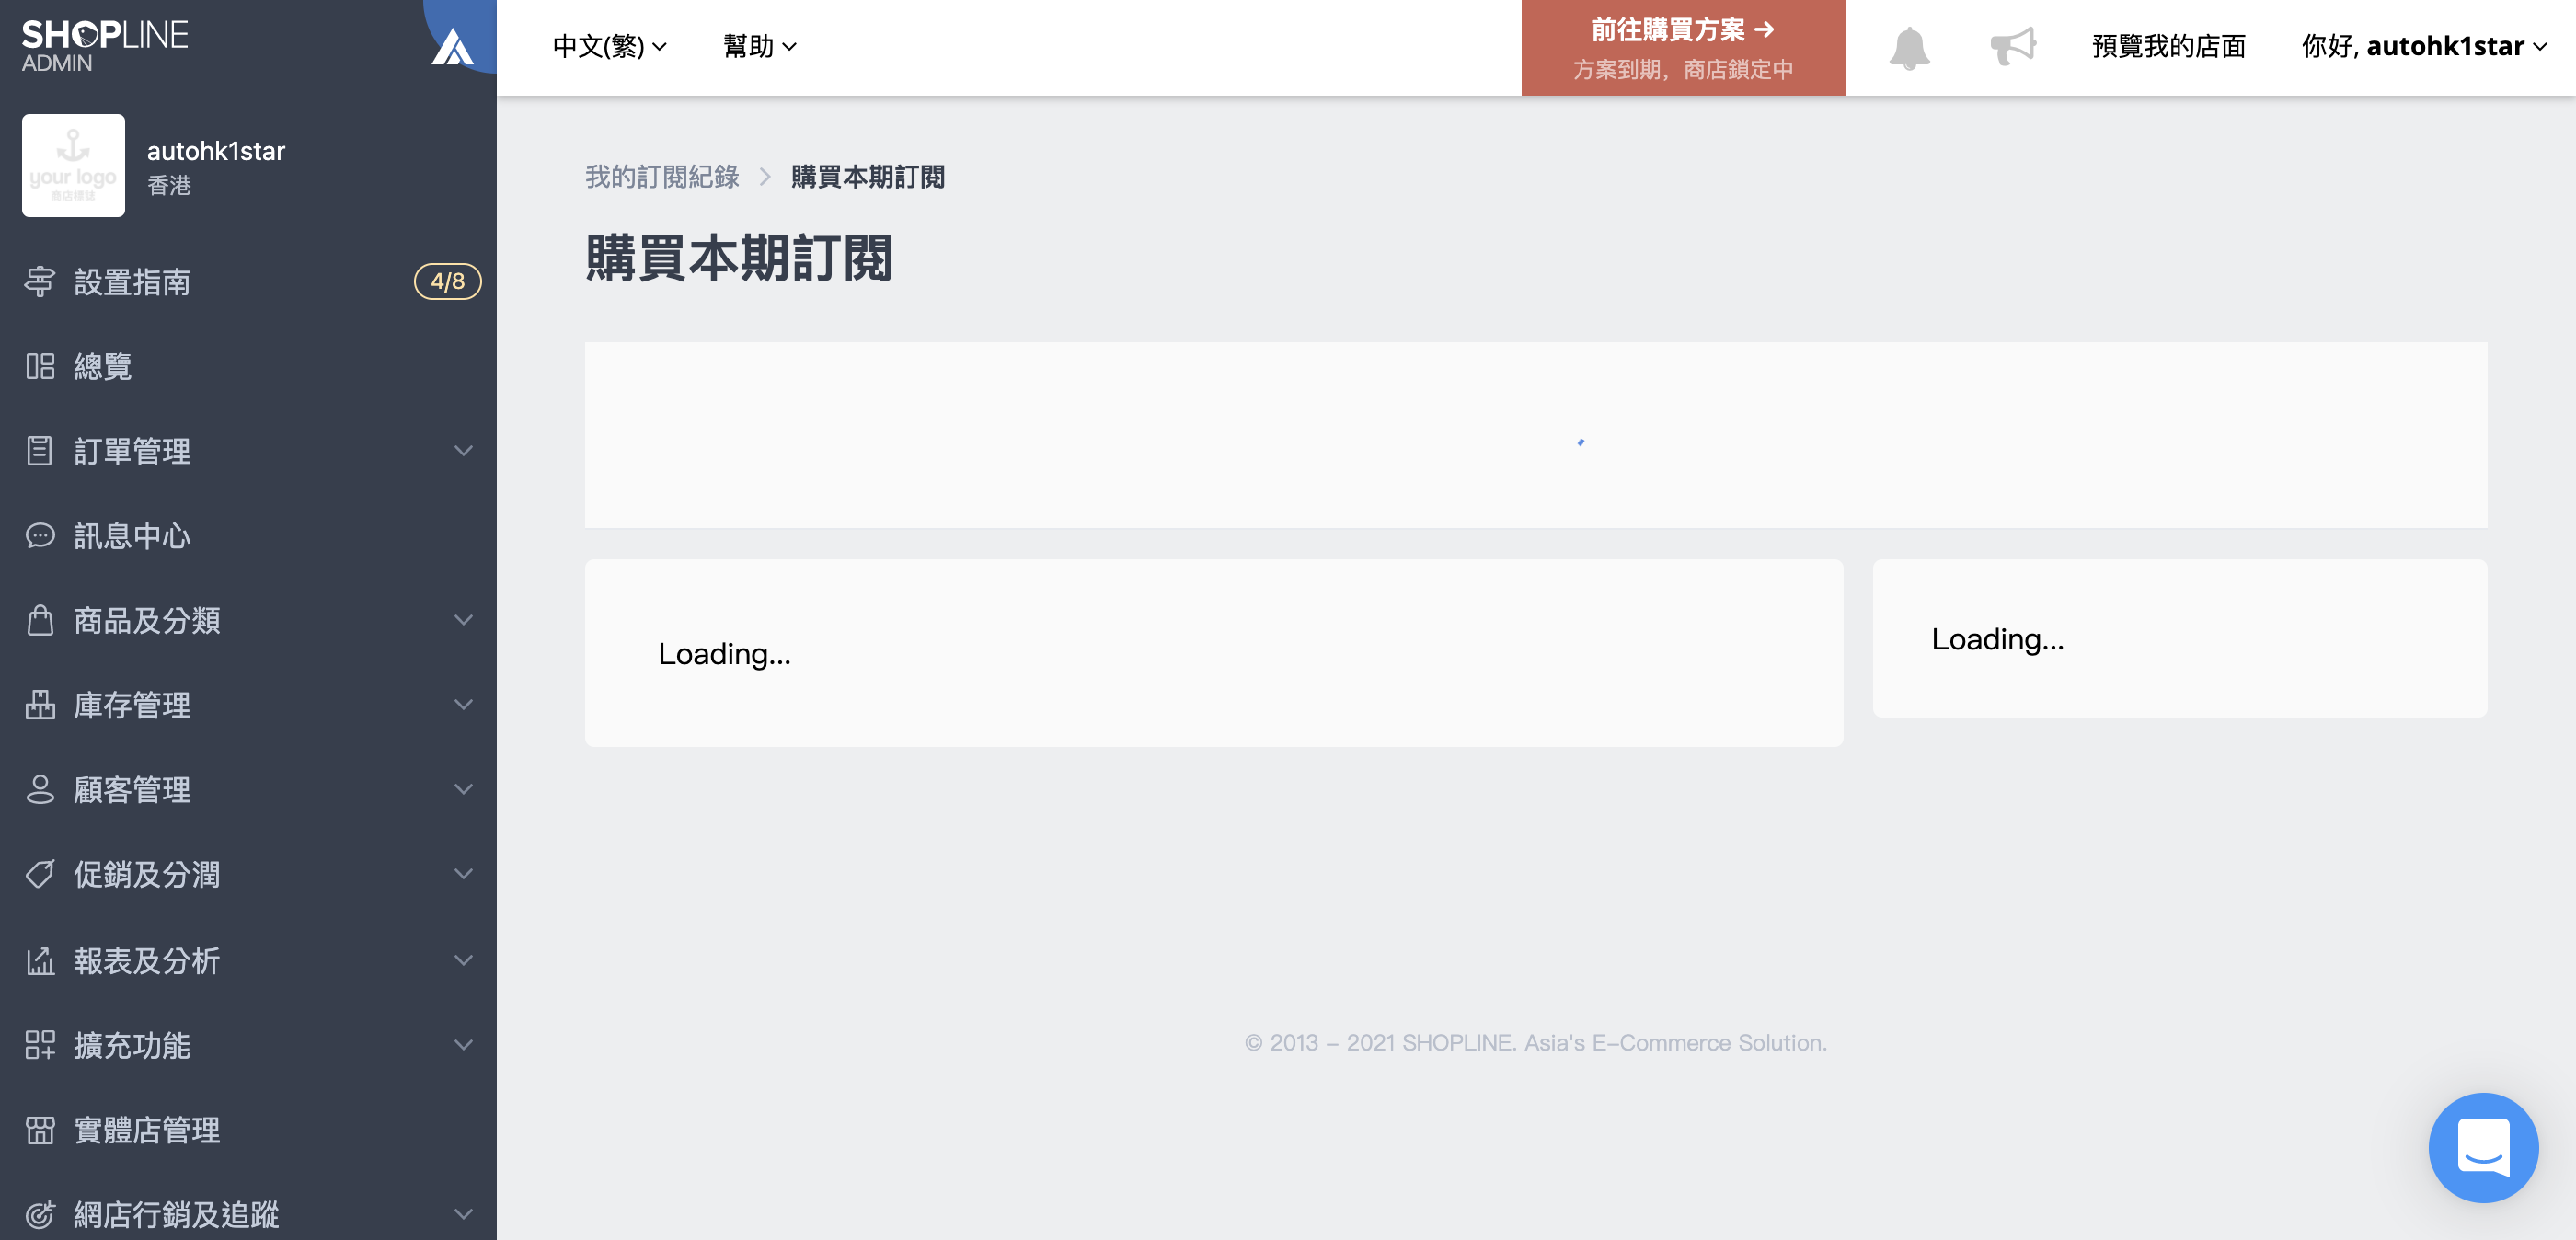 SHOPLINE
ADMIN
中文(繁)
幫助
前往購買方案 →
方案到期，商店鎖定中
預覽我的店面
你好, autohk1star
your logo
商店標誌
autohk1star
香港
設置指南
4/8
總覽
訂單管理
訊息中心
商品及分類
庫存管理
顧客管理
促銷及分潤
報表及分析
擴充功能
實體店管理
網店行銷及追蹤
我的訂閱紀錄 > 購買本期訂閱
購買本期訂閱
Loading...
Loading...
© 2013 – 2021 SHOPLINE. Asia's E-Commerce Solution.